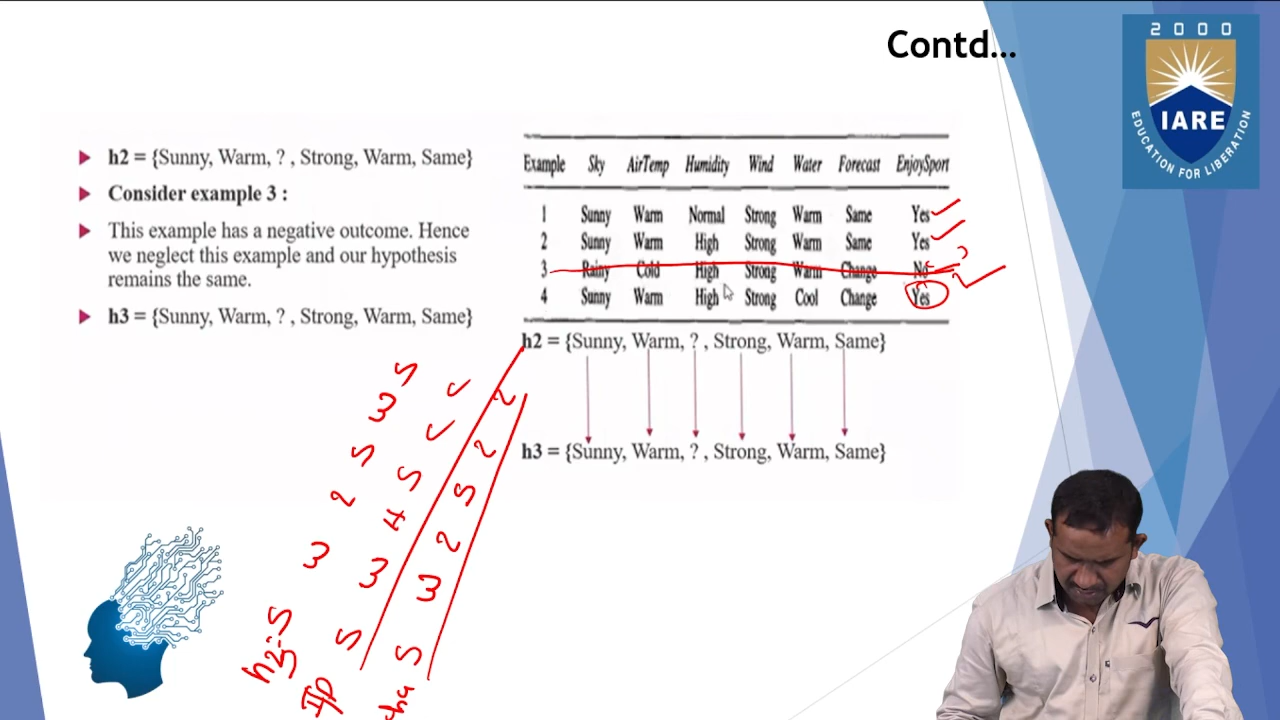 Contd...
2 0 0 0
IARE
EDUCATION FOR LIBERATION
h2 = {Sunny, Warm, ? , Strong, Warm, Same}
Consider example 3 :
This example has a negative outcome. Hence
we neglect this example and our hypothesis
remains the same.
h3 = {Sunny, Warm, ? , Strong, Warm, Same}
Example Sky AirTemp Humidity Wind Water Forecast EnjoySport
1 Sunny Warm Normal Strong Warm Same Yes
2 Sunny Warm High Strong Warm Same Yes
3 Rainy Cold High Strong Warm Change No
4 Sunny Warm High Strong Cool Change Yes
h2 = {Sunny, Warm, ? , Strong, Warm, Same}
h3 = {Sunny, Warm, ? , Strong, Warm, Same}